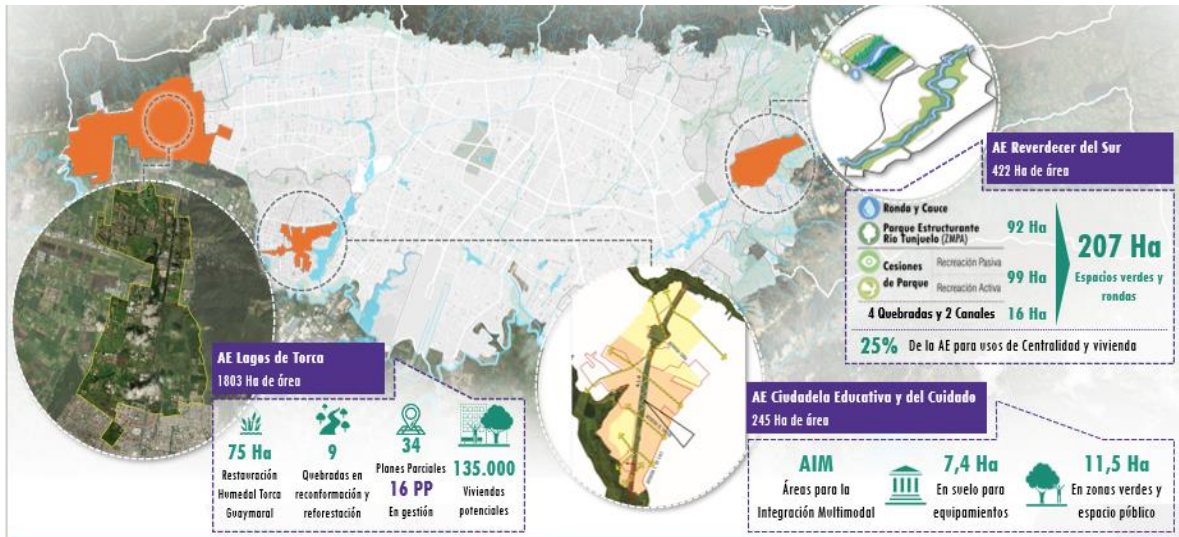 AE Reverdecer del Sur
422 Ha de área
Ronda y Cauce
Parque Estructurante
Río Tunjuelo (ZMPA)
92 Ha
Cesiones
de Parque
Recreación Pasiva
Recreación Activa
99 Ha
4 Quebradas y 2 Canales
16 Ha
207 Ha
Espacios verdes y
rondas
25% De la AE para usos de Centralidad y vivienda
AE Lagos de Torca
1803 Ha de área
75 Ha
Restauración
Humedal Torca
Guaymaral
9
Quebradas en
reconformación y
reforestación
34
Planes Parciales
16 PP
En gestión
135.000
Viviendas
potenciales
AE Ciudadela Educativa y del Cuidado
245 Ha de área
AIM
Áreas para la
Integración Multimodal
7,4 Ha
En suelo para
equipamientos
11,5 Ha
En zonas verdes y
espacio público